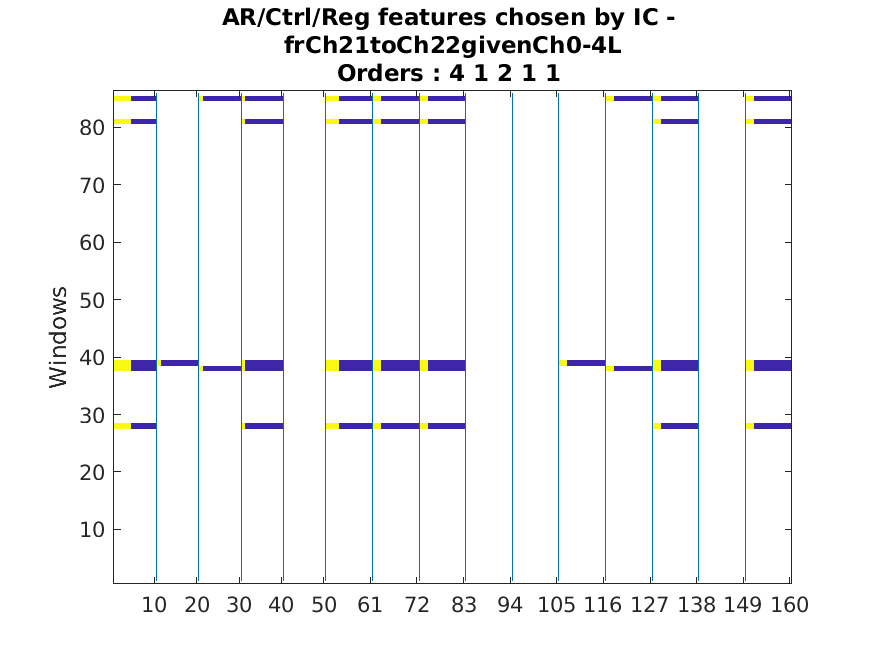 AR/Ctrl/Reg features chosen by IC -
frCh21toCh22givenCh0-4L
Orders : 4 1 2 1 1
80
70
60
50
40
30
20
10
Windows
10 20 30 40 50 61 72 83 94 105 116 127 138 149 160